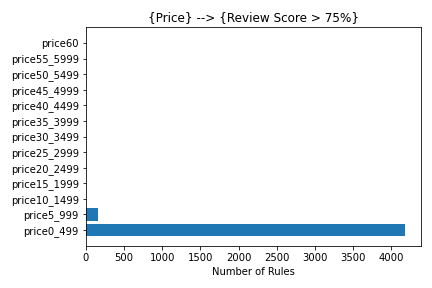 {Price} --> {Review Score > 75%}
price60
price55_5999
price50_5499
price45_4999
price40_4499
price35_3999
price30_3499
price25_2999
price20_2499
price15_1999
price10_1499
price5_999
price0_499
0 500 1000 1500 2000 2500 3000 3500 4000
Number of Rules